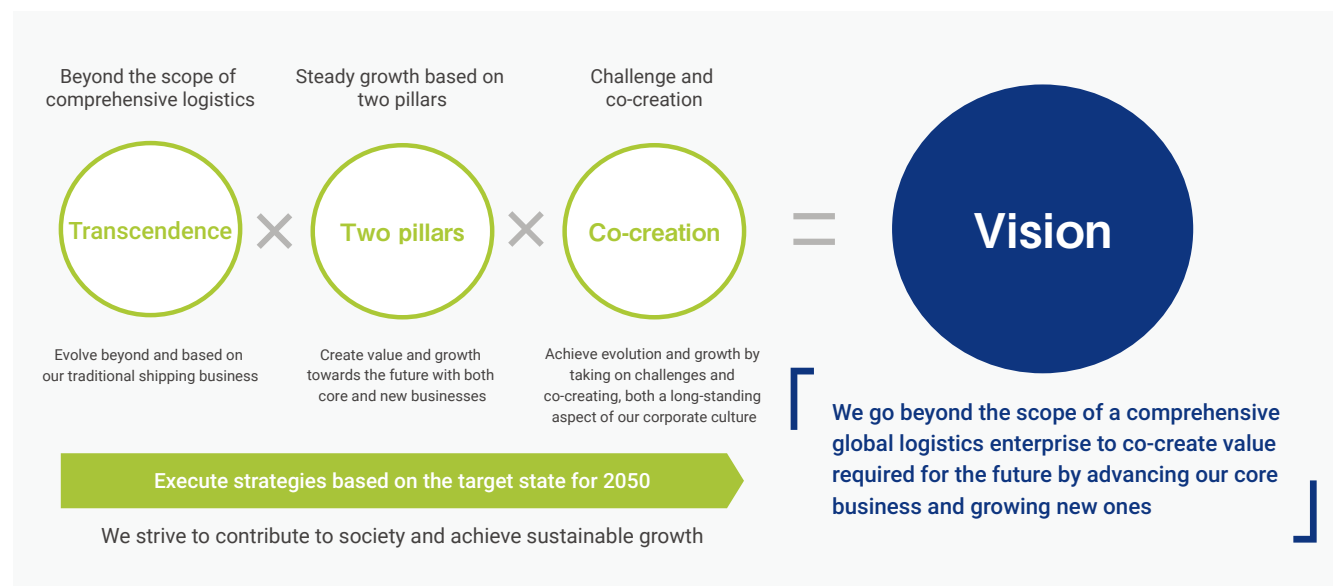 Beyond the scope of
comprehensive logistics
Steady growth based on
two pillars
Challenge and
co-creation
Transcendence
×
Two pillars
×
Co-creation
=
Vision
Evolve beyond and based on
our traditional shipping business
Create value and growth
towards the future with both
core and new businesses
Achieve evolution and growth by
taking on challenges and
co-creating, both a long-standing
aspect of our corporate culture
Execute strategies based on the target state for 2050
We strive to contribute to society and achieve sustainable growth
「We go beyond the scope of a comprehensive
global logistics enterprise to co-create value
required for the future by advancing our core
business and growing new ones」